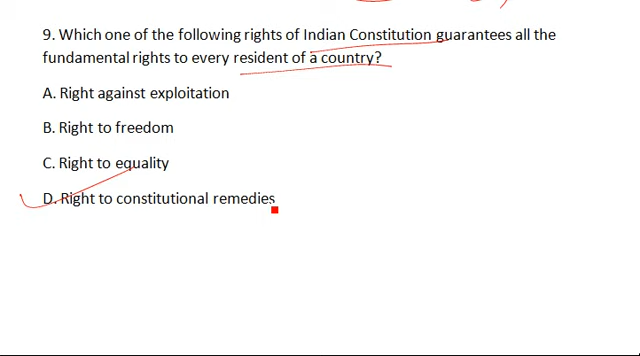 9. Which one of the following rights of Indian Constitution guarantees all the
fundamental rights to every resident of a country?
A. Right against exploitation
B. Right to freedom
C. Right to equality
D. Right to constitutional remedies